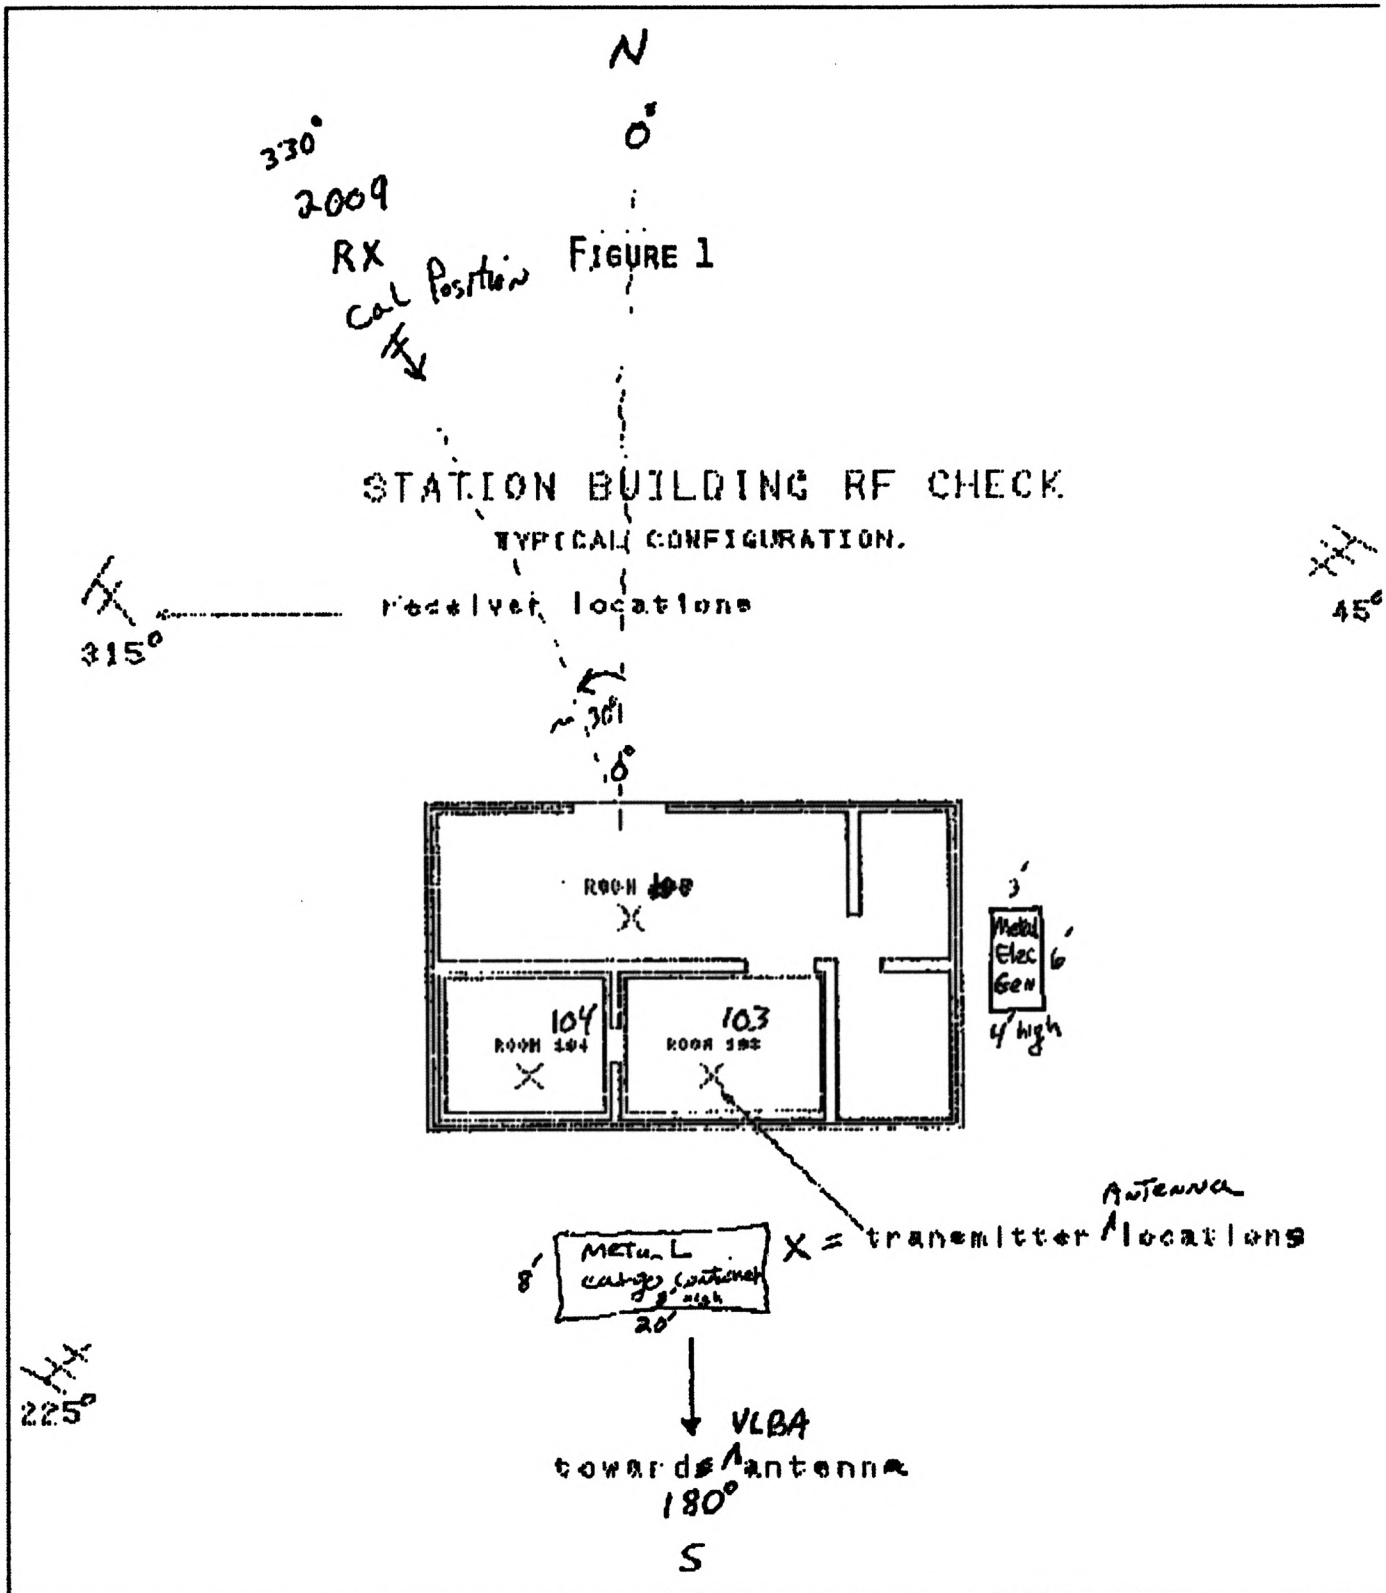 N
0°
330°
2009
RX
Cal Position
FIGURE 1
STATION BUILDING RF CHECK
TYPICAL CONFIGURATION.
receiver locations
315°
45°
~ 30°
0°
ROOM
3'
Metal
Elec
Gen
6'
4' high
104
103
ROOM 104
ROOM
Antenna
X = transmitter ^ locations
Metal
cargo container
8' high
8'
20'
225°
VLBA
towards ^ antenna
180°
S